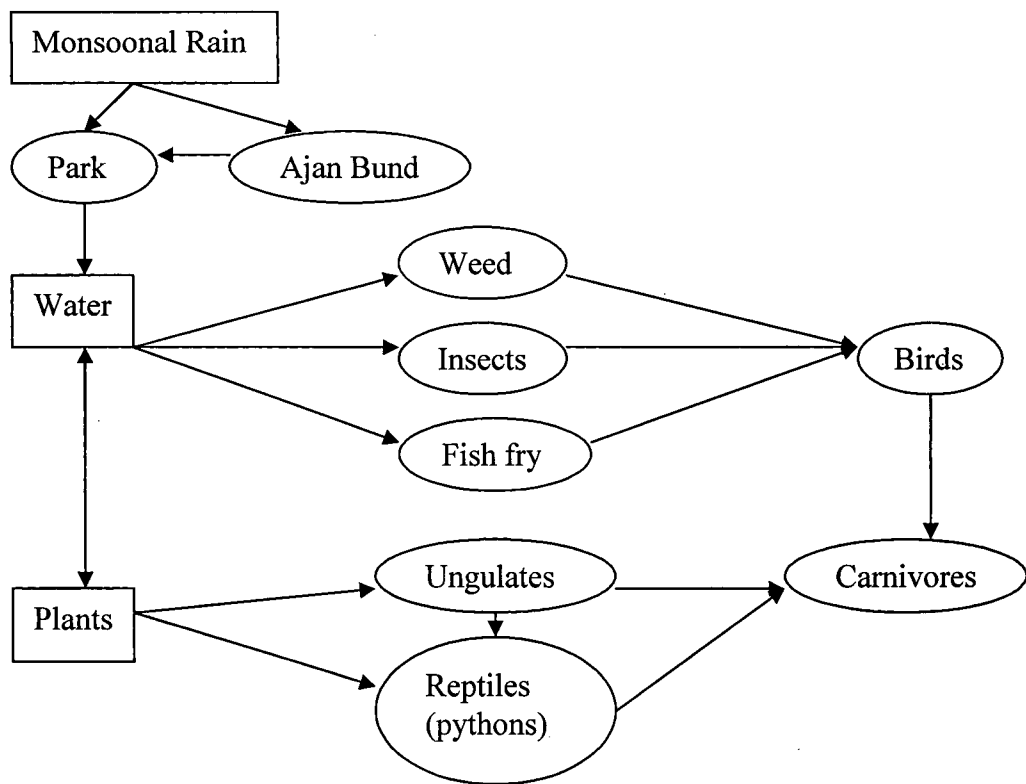 Monsoonal Rain
Park
Ajan Bund
Weed
Water
Insects
Birds
Fish fry
Ungulates
Carnivores
Plants
Reptiles
(pythons)